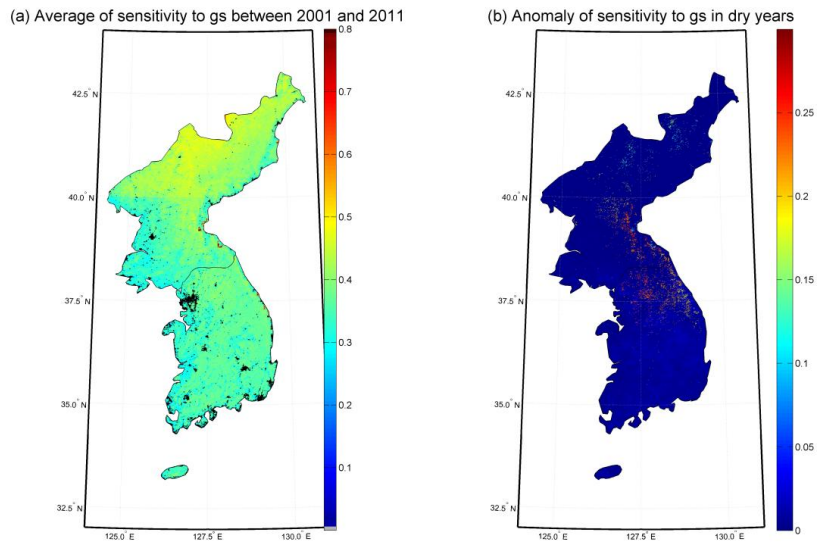 (a) Average of sensitivity to gs between 2001 and 2011
(b) Anomaly of sensitivity to gs in dry years
0.8
0.7
0.6
0.5
0.4
0.3
0.2
0.1
42.5° N
40.0° N
37.5° N
35.0° N
32.5° N
125.0° E
127.5° E
130.0° E
0.25
0.2
0.15
0.1
0.05
0
42.5° N
40.0° N
37.5° N
35.0° N
32.5° N
125.0° E
127.5° E
130.0° E